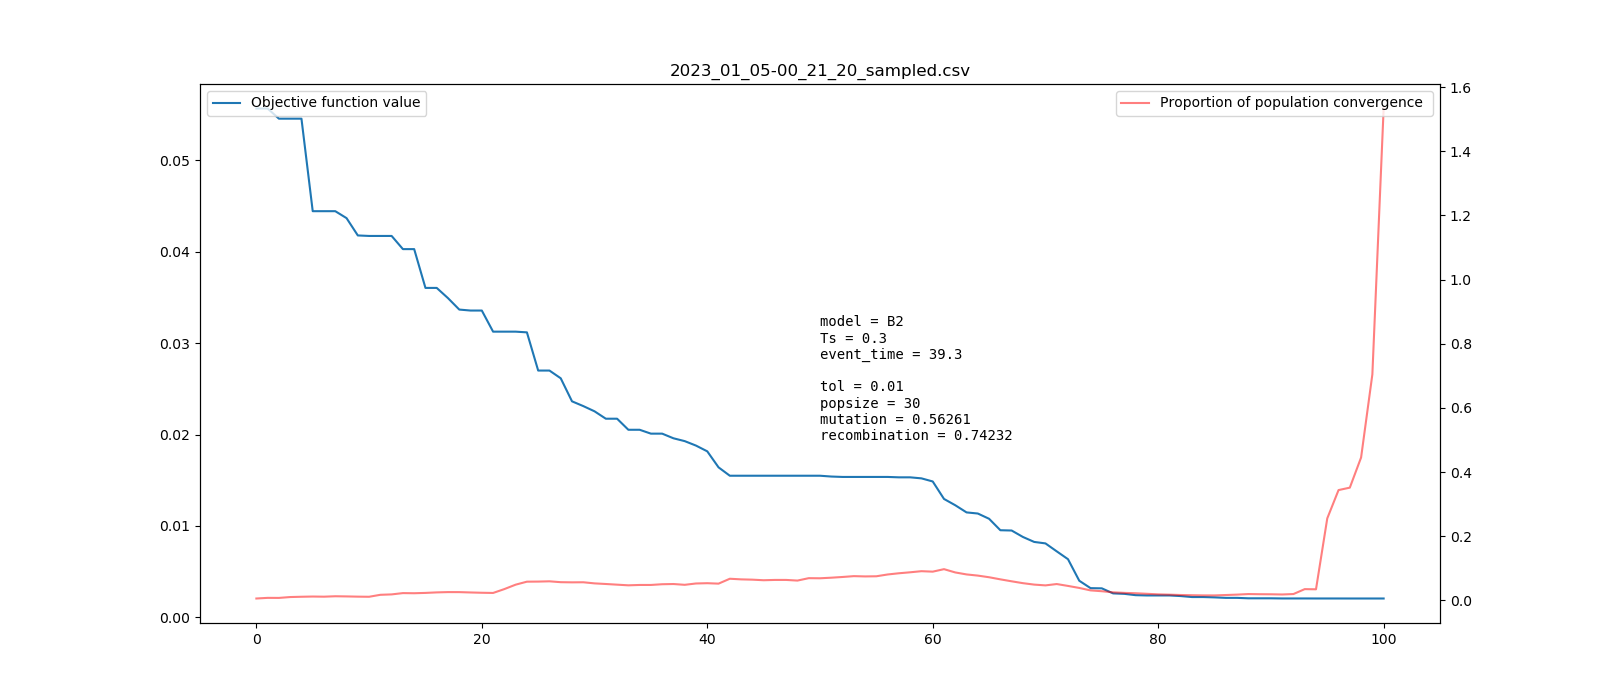 2023_01_05-00_21_20_sampled.csv
Objective function value
Proportion of population convergence
1.6
1.4
1.2
1.0
0.8
0.6
0.4
0.2
0.0
0.05
0.04
0.03
0.02
0.01
0.00
model = B2
Ts = 0.3
event_time = 39.3
tol = 0.01
popsize = 30
mutation = 0.56261
recombination = 0.74232
0 20 40 60 80 100